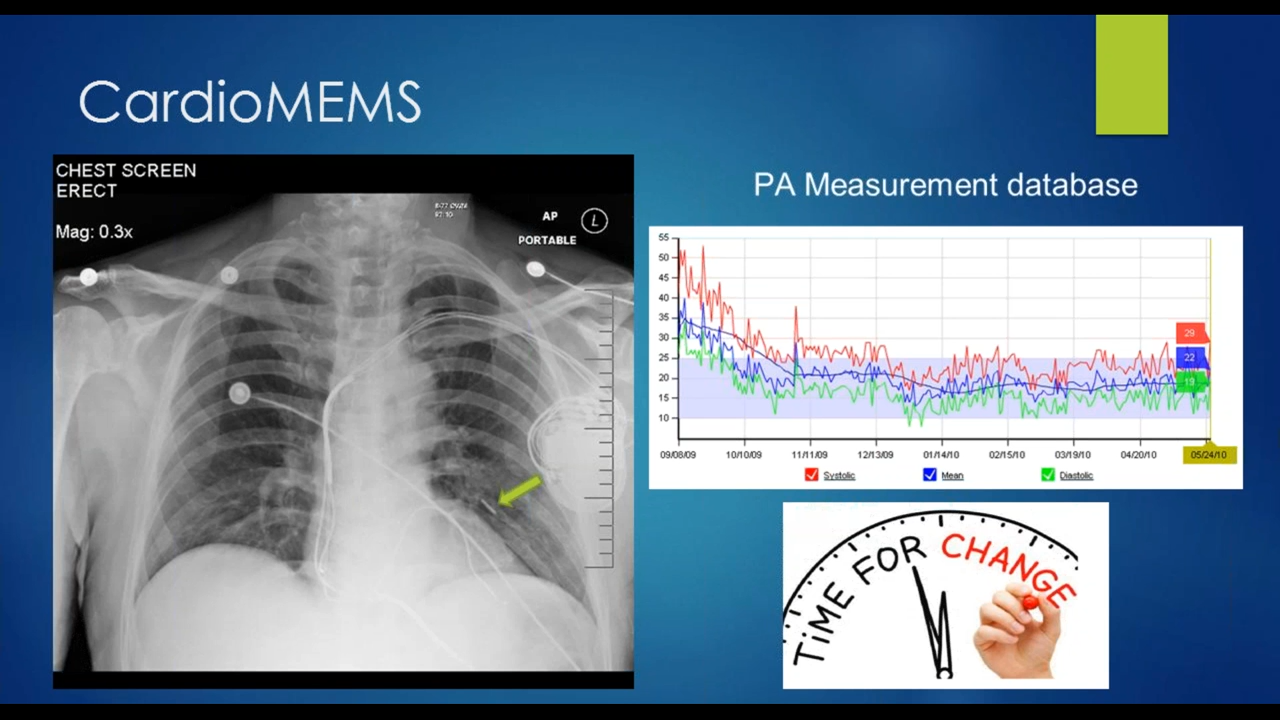 CardioMEMS
CHEST SCREEN
ERECT
Mag: 0.3x
AP
L
PORTABLE
PA Measurement database
55
50
45
40
35
30
25
20
15
10
29
22
09/08/09 10/10/09 11/11/09 12/13/09 01/14/10 02/15/10 03/19/10 04/20/10 05/24/10
Systolic Mean Diastolic
TiME FOR CHANGE